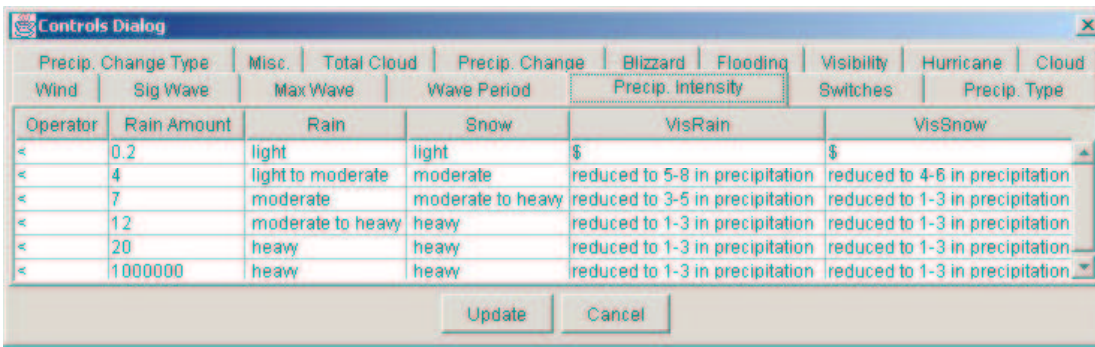 Controls Dialog
Precip. Change Type Misc. Total Cloud Precip. Change Blizzard Flooding Visibility Hurricane Cloud
Wind Sig Wave Max Wave Wave Period Precip. Intensity Switches Precip. Type
Operator Rain Amount Rain Snow VisRain VisSnow
< 0.2 light light $ $
< 4 light to moderate moderate reduced to 5-8 in precipitation reduced to 4-6 in precipitation
< 7 moderate moderate to heavy reduced to 3-5 in precipitation reduced to 1-3 in precipitation
< 12 moderate to heavy heavy reduced to 1-3 in precipitation reduced to 1-3 in precipitation
< 20 heavy heavy reduced to 1-3 in precipitation reduced to 1-3 in precipitation
< 1000000 heavy heavy reduced to 1-3 in precipitation reduced to 1-3 in precipitation
Update Cancel